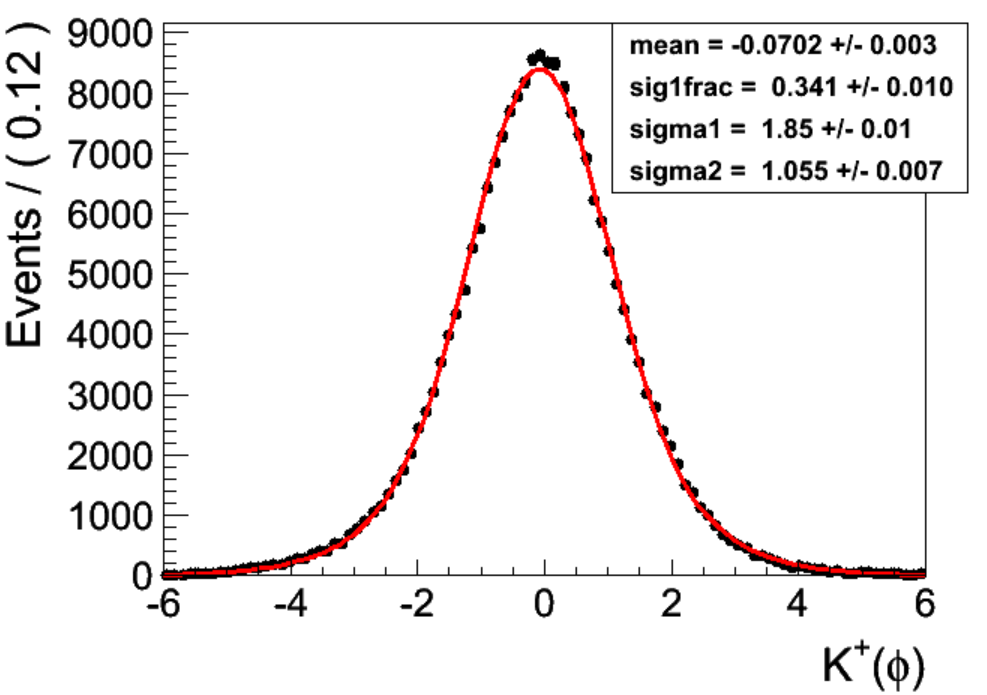 Events / ( 0.12 )
9000
8000
7000
6000
5000
4000
3000
2000
1000
0
mean = -0.0702 +/- 0.003
sig1frac = 0.341 +/- 0.010
sigma1 = 1.85 +/- 0.01
sigma2 = 1.055 +/- 0.007
-6 -4 -2 0 2 4 6
K⁺(ϕ)